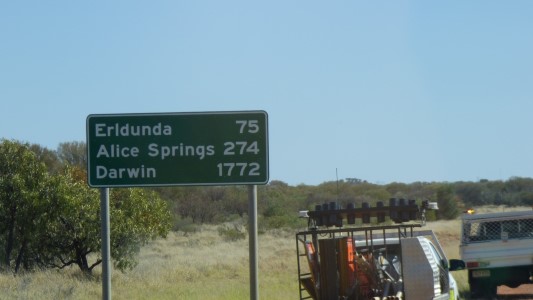 Erldunda 75
Alice Springs 274
Darwin 1772